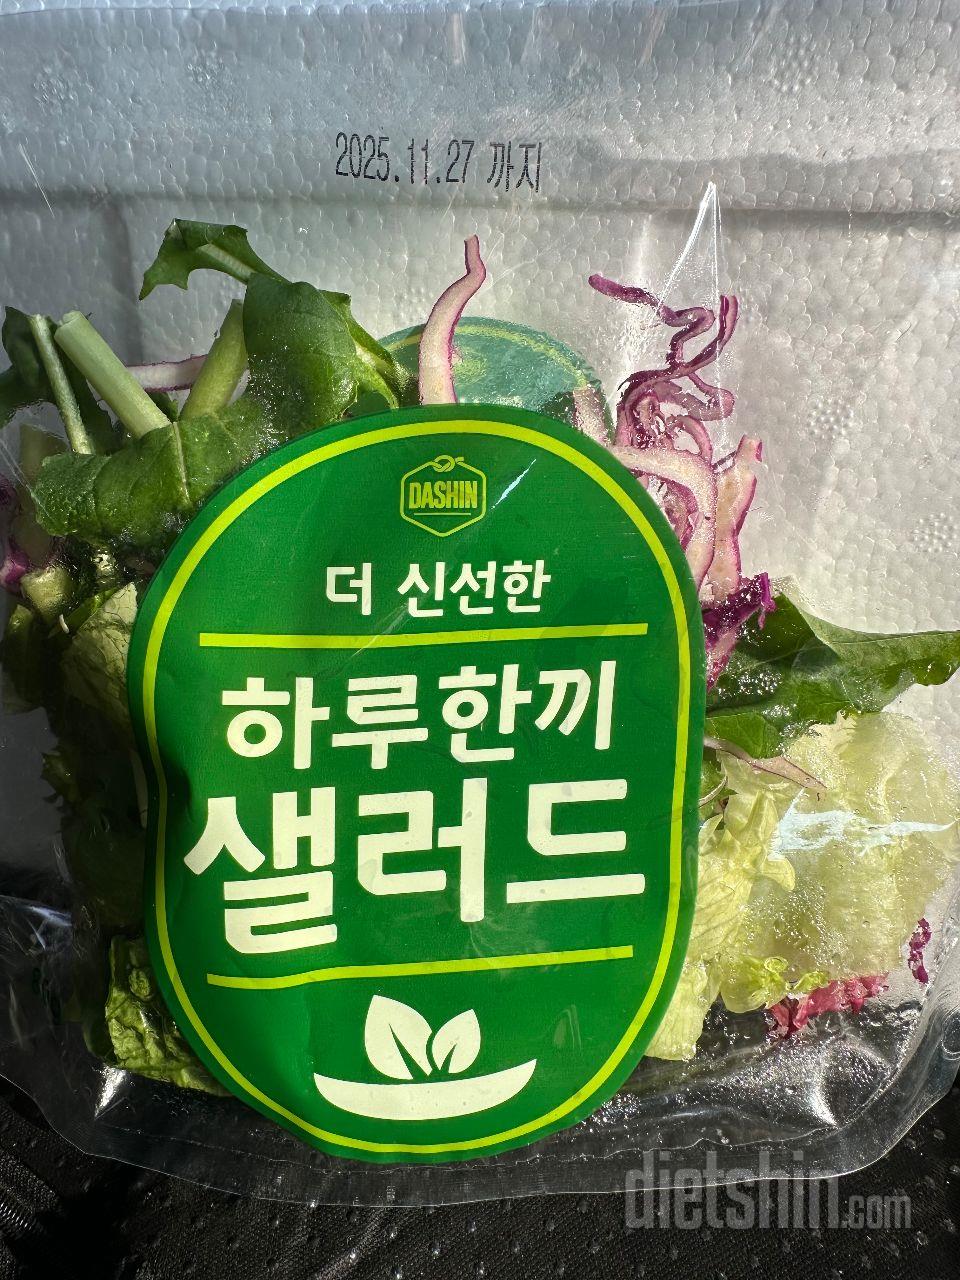 2025.11.27 까지
DASHIN
더 신선한
하루한끼
샐러드
dietshin.com